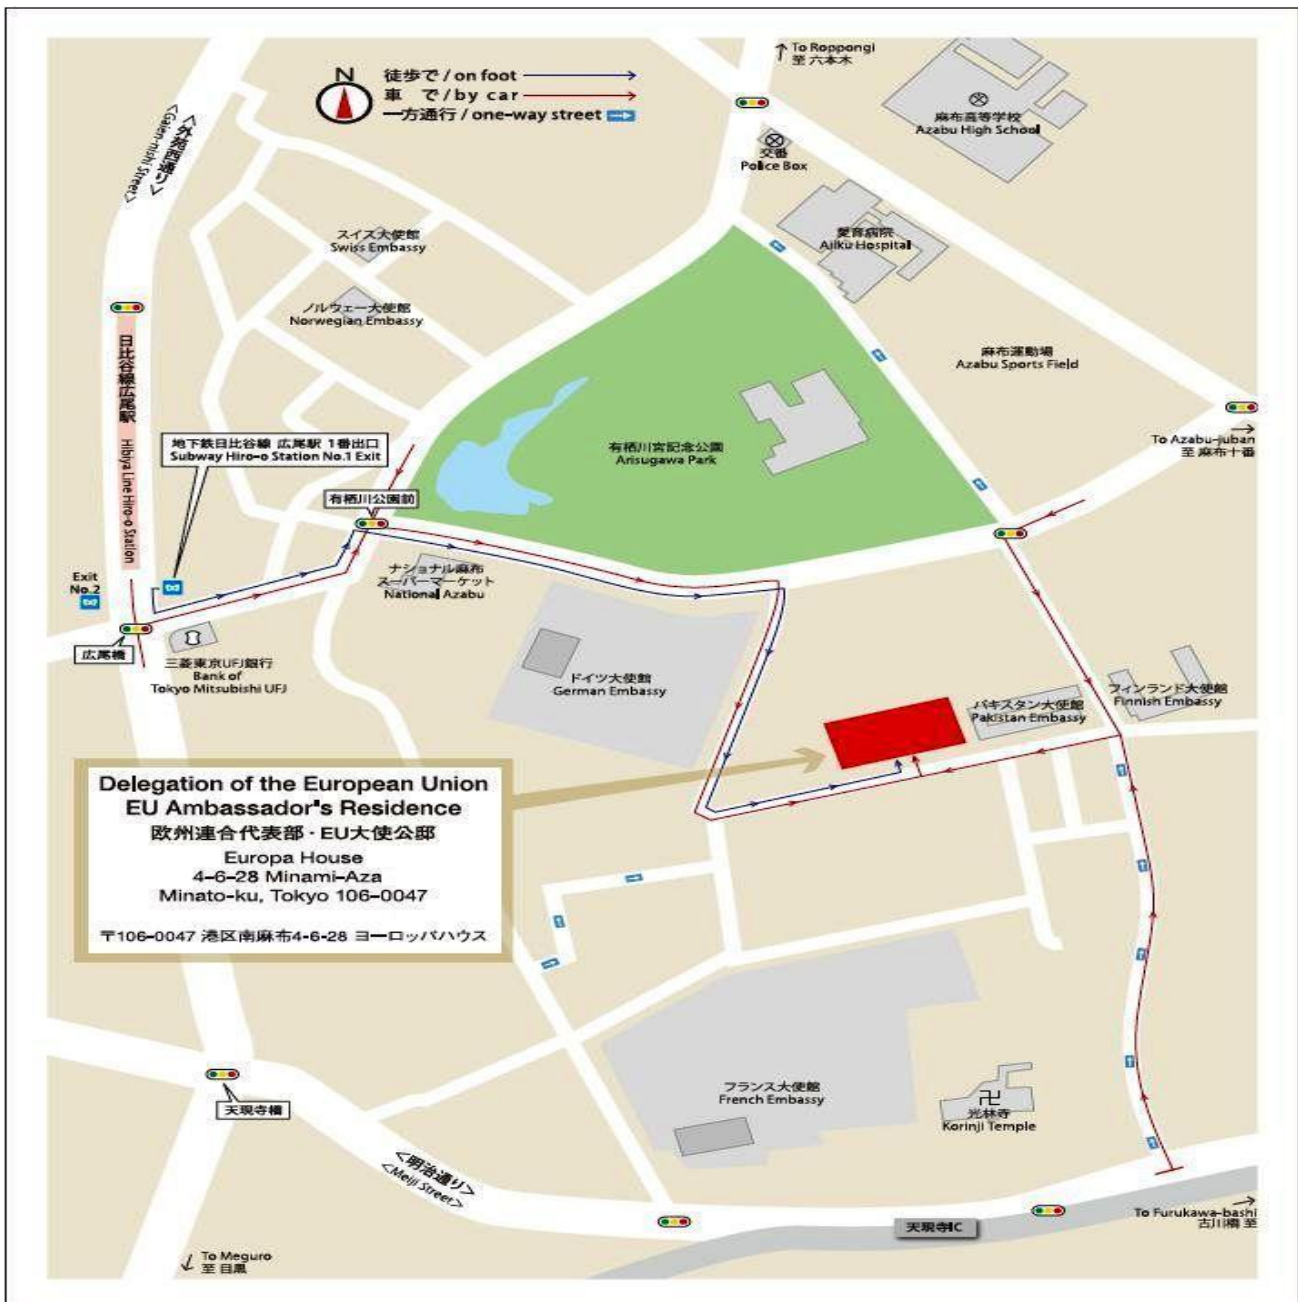 To Roppongi
至 六本木
N
徒歩で / on foot
車 で / by car
一方通行 / one-way street
麻布高等学校
Azabu High School
交番
Police Box
<外苑西通り>
<Gaien-nishi Street>
スイス大使館
Swiss Embassy
愛育病院
Aiiku Hospital
ノルウェー大使館
Norwegian Embassy
麻布運動場
Azabu Sports Field
日比谷線広尾駅 Hibiya Line Hiro-o Station
地下鉄日比谷線 広尾駅 1番出口
Subway Hiro-o Station No.1 Exit
有栖川宮記念公園
Arisugawa Park
To Azabu-juban
至 麻布十番
有栖川公園前
Exit
No.2
ナショナル麻布
スーパーマーケット
National Azabu
広尾橋
三菱東京UFJ銀行
Bank of
Tokyo Mitsubishi UFJ
ドイツ大使館
German Embassy
パキスタン大使館
Pakistan Embassy
フィンランド大使館
Finnish Embassy
Delegation of the European Union
EU Ambassador's Residence
欧州連合代表部・EU大使公邸
Europa House
4-6-28 Minami-Aza
Minato-ku, Tokyo 106-0047
〒106-0047 港区南麻布4-6-28 ヨーロッパハウス
フランス大使館
French Embassy
光林寺
Korinji Temple
天現寺橋
<明治通り>
<Meiji Street>
天現寺IC
To Furukawa-bashi
古川橋 至
To Meguro
至 目黒